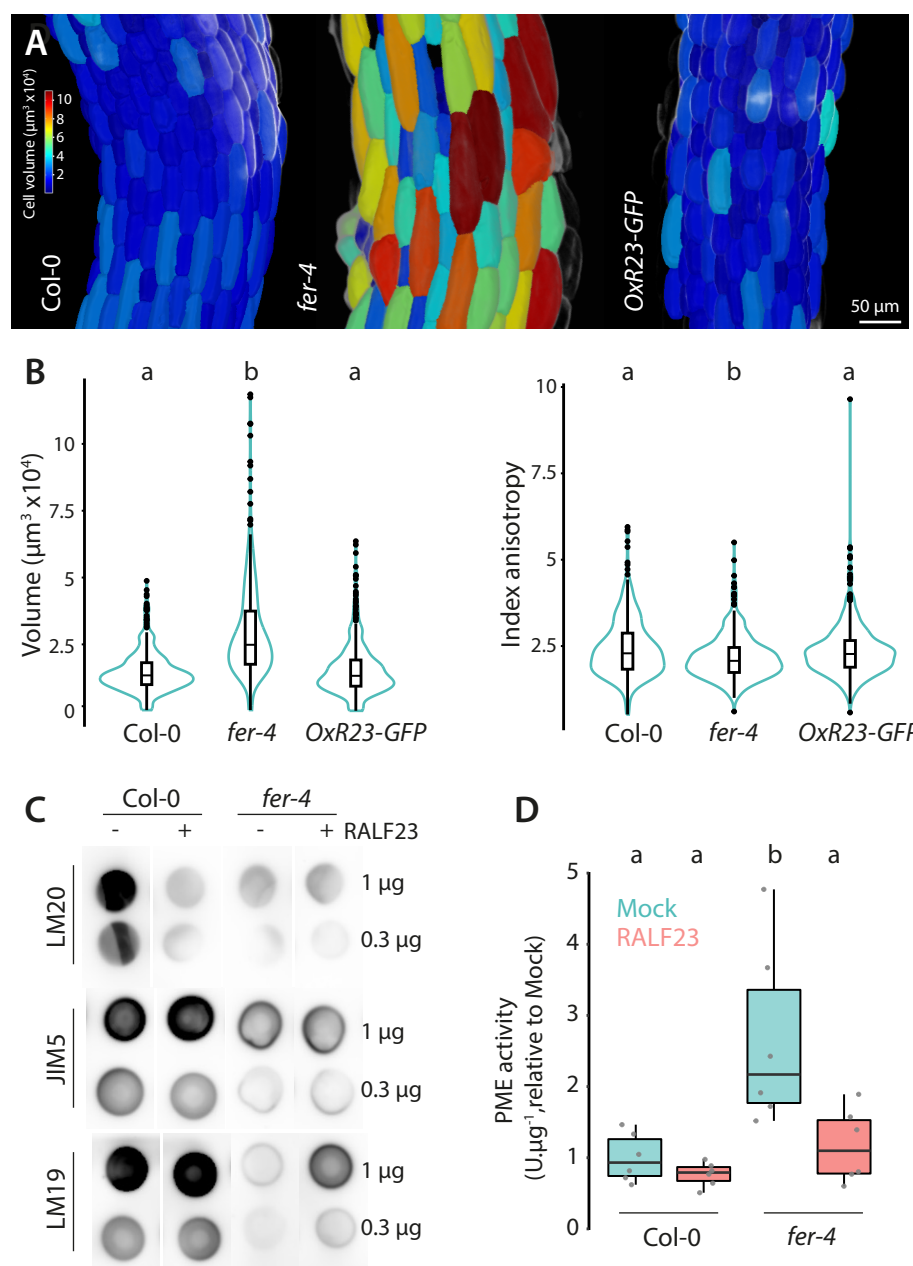 A
Cell volume (µm³ x10⁴)
10
8
6
4
2
Col-0
fer-4
OxR23-GFP
50 µm
B
a b a
Volume (µm³ x10⁴)
10
7.5
5
2.5
0
Col-0 fer-4 OxR23-GFP
a b a
Index anisotropy
10
7.5
5
2.5
Col-0 fer-4 OxR23-GFP
C
Col-0 fer-4
- + - + RALF23
LM20
1 µg
0.3 µg
JIM5
1 µg
0.3 µg
LM19
1 µg
0.3 µg
D
a a b a
Mock
RALF23
PME activity
(U.µg⁻¹,relative to Mock)
5
4
3
2
1
0
Col-0 fer-4